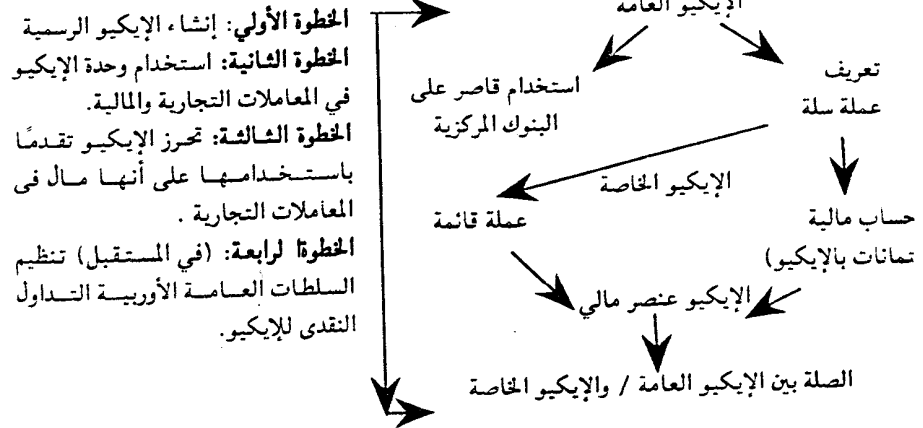 الخطوة الأولي: إنشاء الإيكيو الرسمية
الخطوة الثانية: استخدام وحدة الإيكيو
في المعاملات التجارية والمالية.
الخطوة الثالثة: تحرز الإيكيو تقدمًا
باستخدامها على أنها مال فى
المعاملات التجارية .
الخطوةا لرابعة: (في المستقبل) تنظيم
السلطات العامة الأوربية التداول
النقدى للإيكيو.
الإيكيو العامة
تعريف
عملة سلة
استخدام قاصر على
البنوك المركزية
الإيكيو الخاصة
عملة قائمة
حساب مالية
تمانات بالإيكيو)
الإيكيو عنصر مالي
الصلة بين الإيكيو العامة / والإيكيو الخاصة